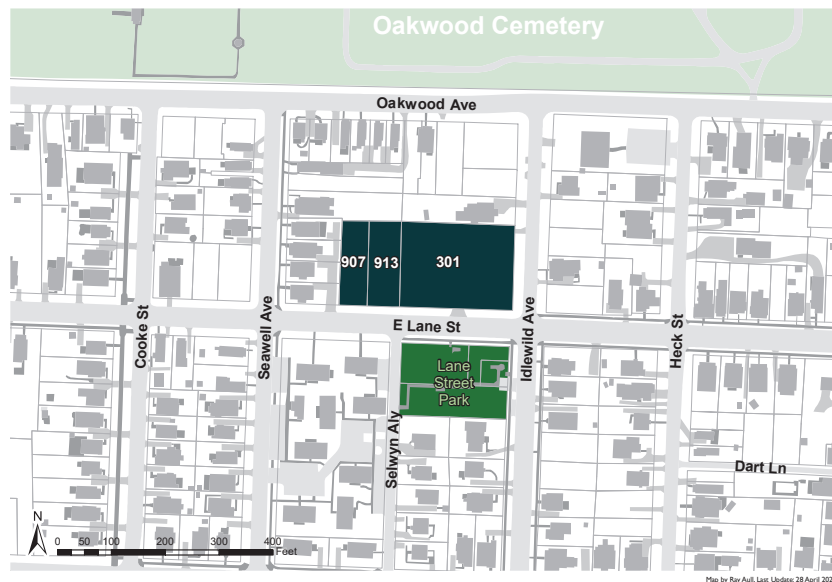 Oakwood Cemetery
Oakwood Ave
907
913
301
E Lane St
Cooke St
Seawell Ave
Idlewild Ave
Heck St
Lane
Street
Park
Selwyn Aly
Dart Ln
N
0 50 100 200 300 400
Feet
Map by Ray Aull. Last Update: 28 April